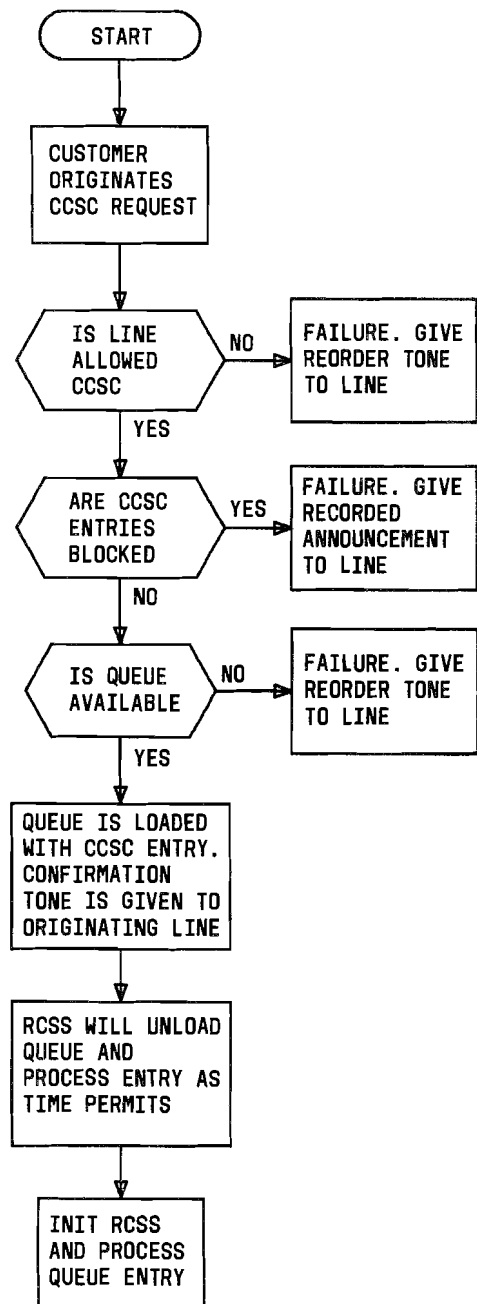 START
CUSTOMER
ORIGINATES
CCSC REQUEST
IS LINE
ALLOWED
CCSC
NO
FAILURE. GIVE
REORDER TONE
TO LINE
YES
ARE CCSC
ENTRIES
BLOCKED
YES
FAILURE. GIVE
RECORDED
ANNOUNCEMENT
TO LINE
NO
IS QUEUE
AVAILABLE
NO
FAILURE. GIVE
REORDER TONE
TO LINE
YES
QUEUE IS LOADED
WITH CCSC ENTRY.
CONFIRMATION
TONE IS GIVEN TO
ORIGINATING LINE
RCSS WILL UNLOAD
QUEUE AND
PROCESS ENTRY AS
TIME PERMITS
INIT RCSS
AND PROCESS
QUEUE ENTRY